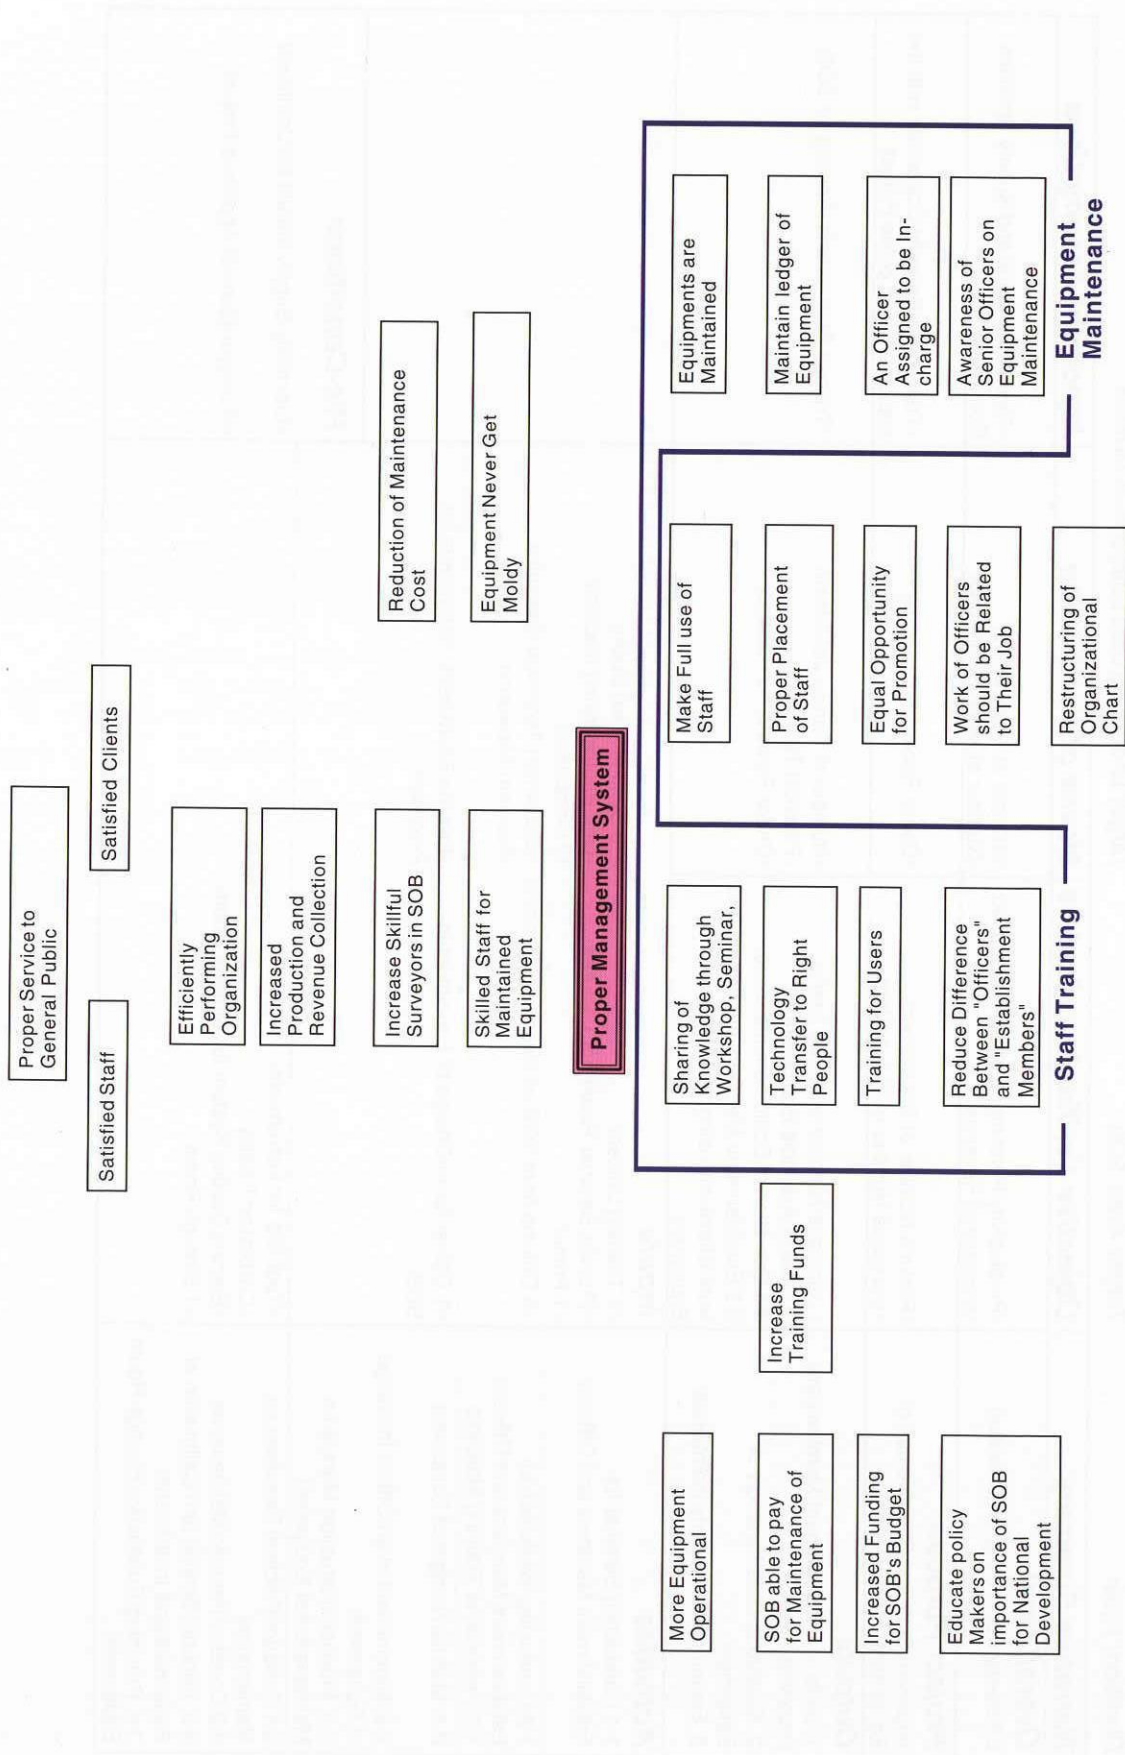 Proper Service to
General Public
Satisfied Staff
Satisfied Clients
Efficiently
Performing
Organization
Increased
Production and
Revenue Collection
Increase Skillful
Surveyors in SOB
Reduction of Maintenance
Cost
Skilled Staff for
Maintained
Equipment
Equipment Never Get
Moldy
Proper Management System
More Equipment
Operational
SOB able to pay
for Maintenance of
Equipment
Increased Funding
for SOB's Budget
Educate policy
Makers on
importance of SOB
for National
Development
Increase
Training Funds
Sharing of
Knowledge through
Workshop, Seminar,
Technology
Transfer to Right
People
Training for Users
Reduce Difference
Between "Officers"
and "Establishment
Members"
Staff Training
Make Full use of
Staff
Proper Placement
of Staff
Equal Opportunity
for Promotion
Work of Officers
should be Related
to Their Job
Restructuring of
Organizational
Chart
Equipments are
Maintained
Maintain ledger of
Equipment
An Officer
Assigned to be In-
charge
Awareness of
Senior Officers on
Equipment
Maintenance
Equipment
Maintenance